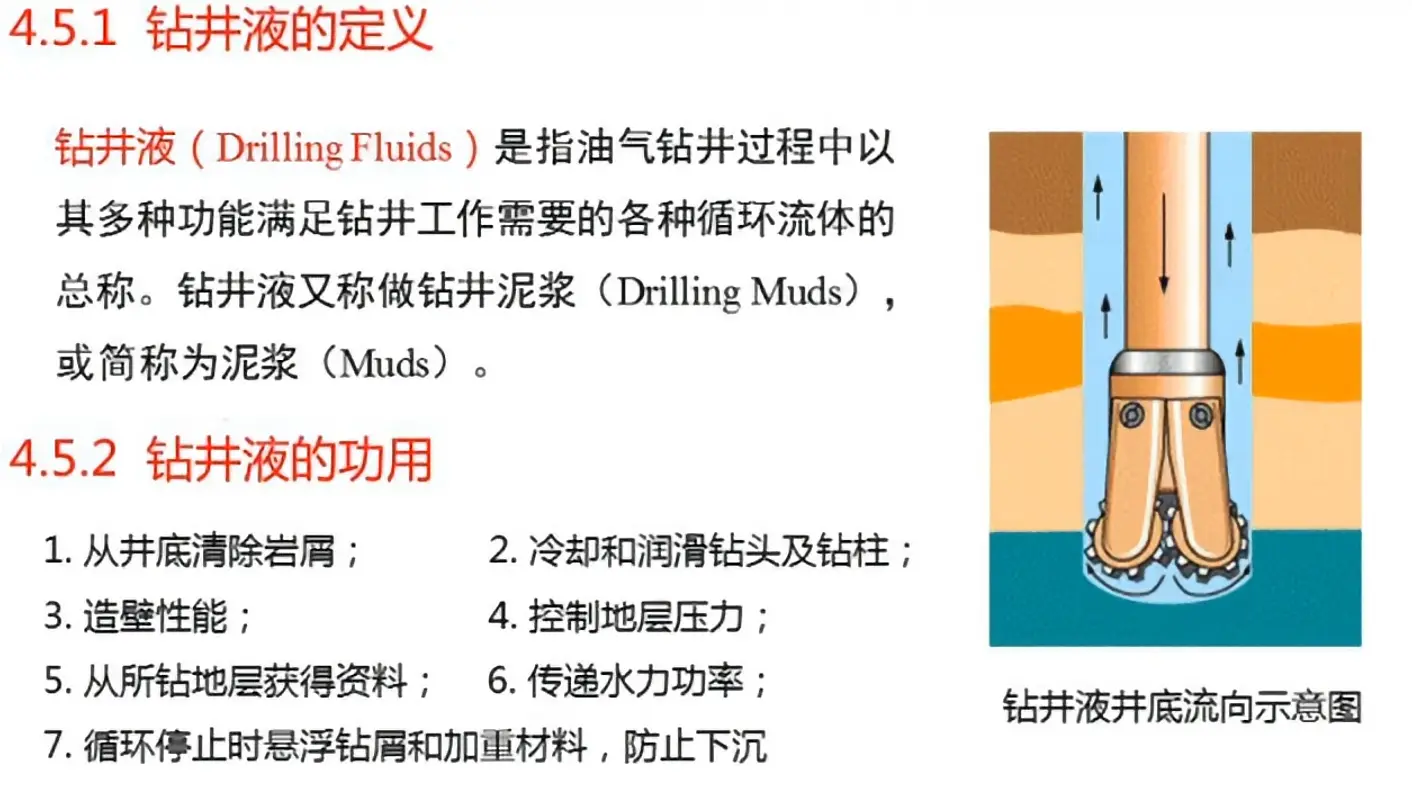 4.5.1 钻井液的定义
钻井液（Drilling Fluids）是指油气钻井过程中以
其多种功能满足钻井工作需要的各种循环流体的
总称。钻井液又称做钻井泥浆（Drilling Muds），
或简称为泥浆（Muds）。
4.5.2 钻井液的功用
1. 从井底清除岩屑； 2. 冷却和润滑钻头及钻柱；
3. 造壁性能； 4. 控制地层压力；
5. 从所钻地层获得资料； 6. 传递水力功率；
7. 循环停止时悬浮钻屑和加重材料，防止下沉
钻井液井底流向示意图